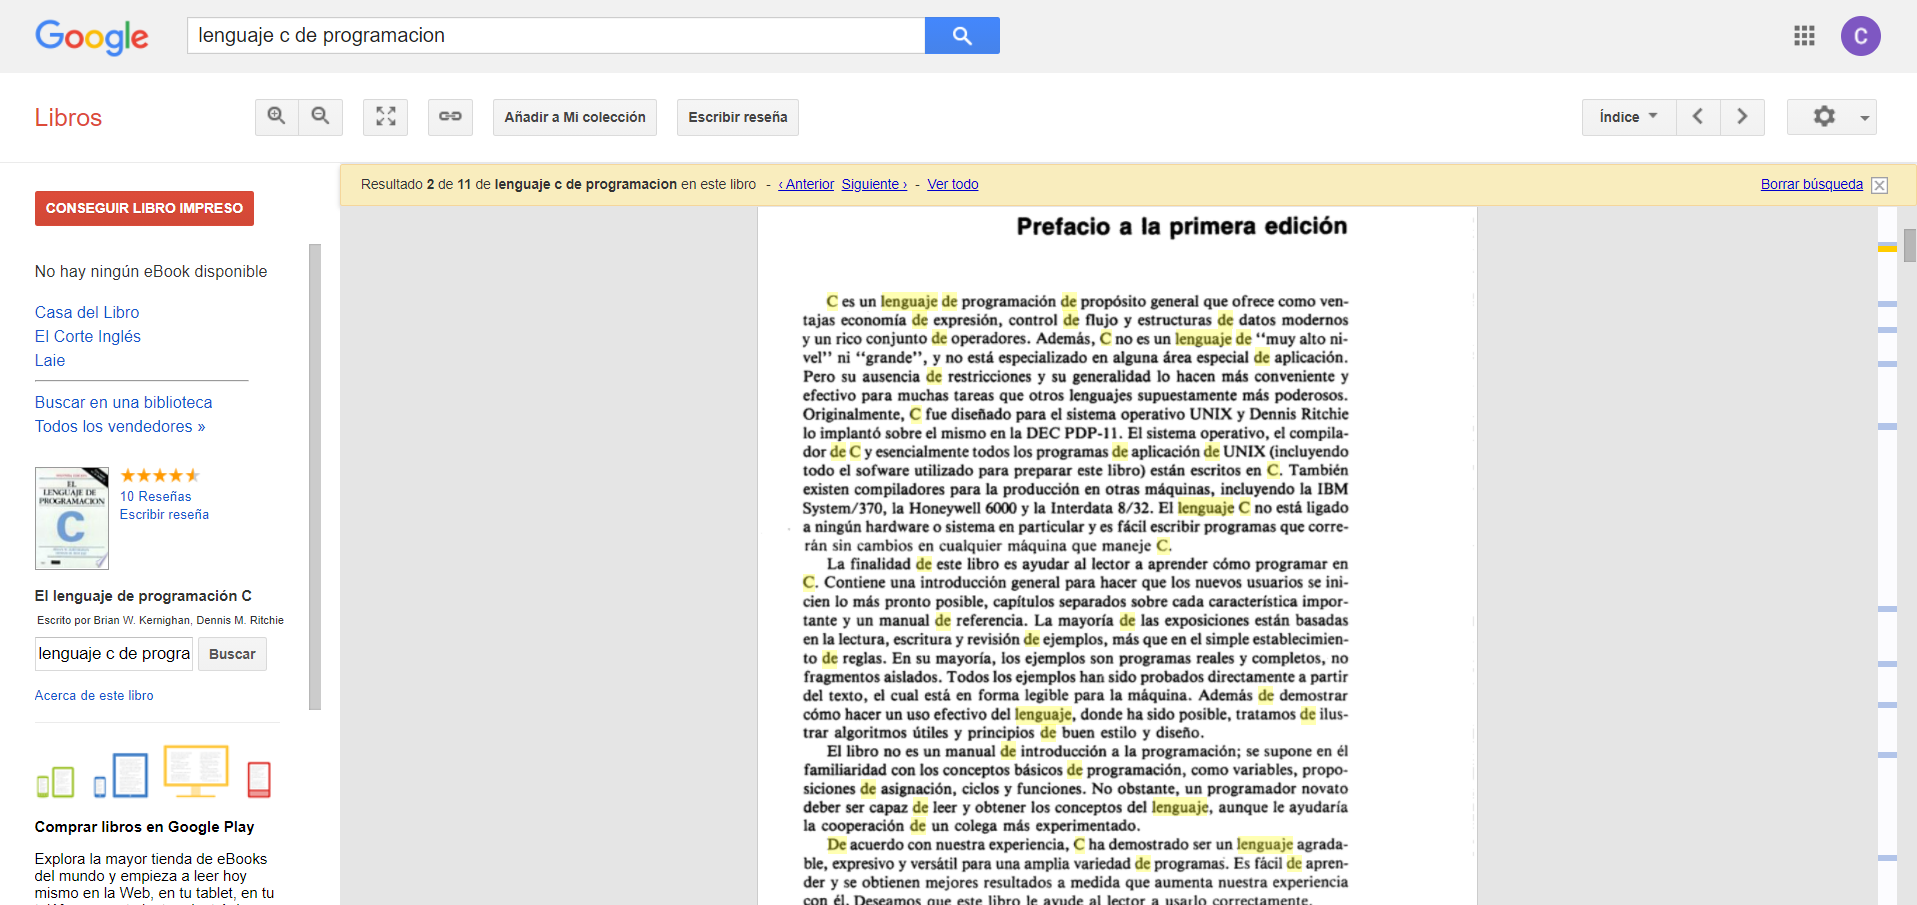 Google
lenguaje c de programacion
C
Libros
Añadir a Mi colección
Escribir reseña
Índice
Resultado 2 de 11 de lenguaje c de programacion en este libro - ‹ Anterior Siguiente › - Ver todo
Borrar búsqueda
CONSEGUIR LIBRO IMPRESO
No hay ningún eBook disponible
Casa del Libro
El Corte Inglés
Laie
Buscar en una biblioteca
Todos los vendedores »
EL
LENGUAJE DE
PROGRAMACION
C
10 Reseñas
Escribir reseña
El lenguaje de programación C
Escrito por Brian W. Kernighan, Dennis M. Ritchie
lenguaje c de progra
Buscar
Acerca de este libro
Comprar libros en Google Play
Explora la mayor tienda de eBooks
del mundo y empieza a leer hoy
mismo en la Web, en tu tablet, en tu
Prefacio a la primera edición
C es un lenguaje de programación de propósito general que ofrece como ven-
tajas economía de expresión, control de flujo y estructuras de datos modernos
y un rico conjunto de operadores. Además, C no es un lenguaje de “muy alto ni-
vel” ni “grande”, y no está especializado en alguna área especial de aplicación.
Pero su ausencia de restricciones y su generalidad lo hacen más conveniente y
efectivo para muchas tareas que otros lenguajes supuestamente más poderosos.
Originalmente, C fue diseñado para el sistema operativo UNIX y Dennis Ritchie
lo implantó sobre el mismo en la DEC PDP-11. El sistema operativo, el compila-
dor de C y esencialmente todos los programas de aplicación de UNIX (incluyendo
todo el sofware utilizado para preparar este libro) están escritos en C. También
existen compiladores para la producción en otras máquinas, incluyendo la IBM
System/370, la Honeywell 6000 y la Interdata 8/32. El lenguaje C no está ligado
a ningún hardware o sistema en particular y es fácil escribir programas que corre-
rán sin cambios en cualquier máquina que maneje C.
La finalidad de este libro es ayudar al lector a aprender cómo programar en
C. Contiene una introducción general para hacer que los nuevos usuarios se ini-
cien lo más pronto posible, capítulos separados sobre cada característica impor-
tante y un manual de referencia. La mayoría de las exposiciones están basadas
en la lectura, escritura y revisión de ejemplos, más que en el simple establecimien-
to de reglas. En su mayoría, los ejemplos son programas reales y completos, no
fragmentos aislados. Todos los ejemplos han sido probados directamente a partir
del texto, el cual está en forma legible para la máquina. Además de demostrar
cómo hacer un uso efectivo del lenguaje, donde ha sido posible, tratamos de ilus-
trar algoritmos útiles y principios de buen estilo y diseño.
El libro no es un manual de introducción a la programación; se supone en él
familiaridad con los conceptos básicos de programación, como variables, propo-
siciones de asignación, ciclos y funciones. No obstante, un programador novato
deber ser capaz de leer y obtener los conceptos del lenguaje, aunque le ayudaría
la cooperación de un colega más experimentado.
De acuerdo con nuestra experiencia, C ha demostrado ser un lenguaje agrada-
ble, expresivo y versátil para una amplia variedad de programas. Es fácil de apren-
der y se obtienen mejores resultados a medida que aumenta nuestra experiencia
con él. Deseamos que este libro le ayude al lector a usarlo correctamente.